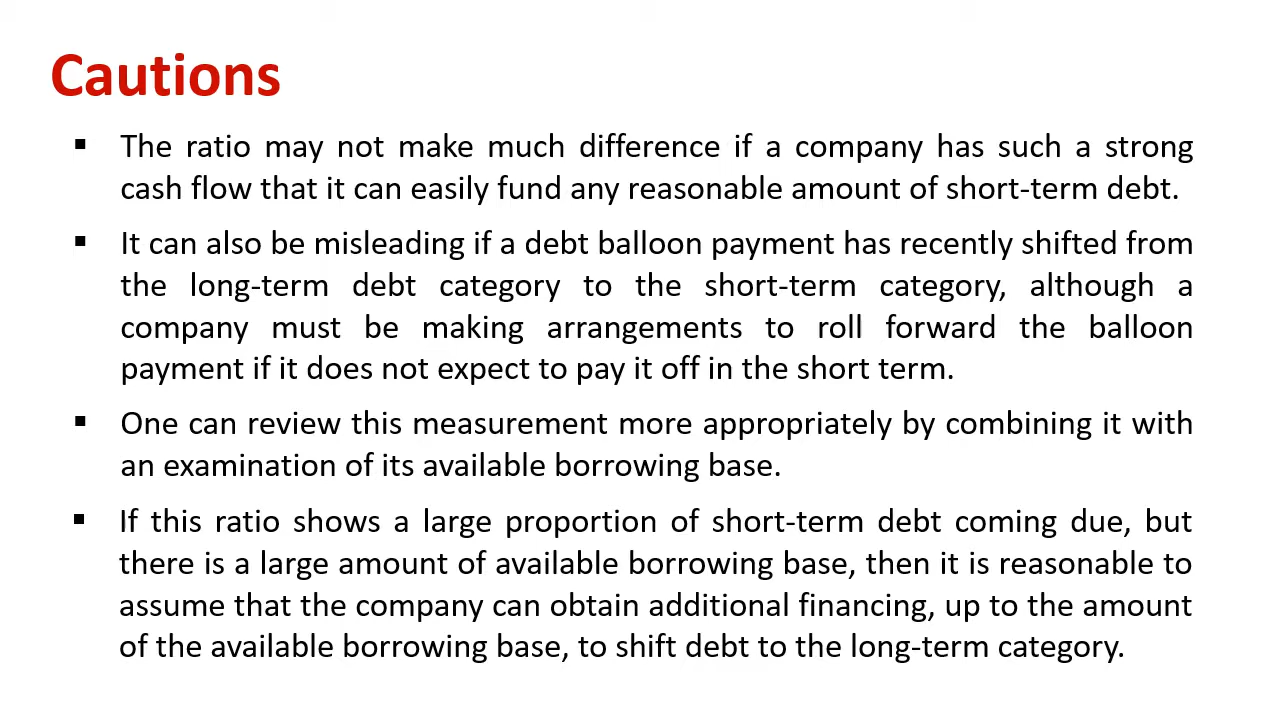 Cautions
▪ The ratio may not make much difference if a company has such a strong
cash flow that it can easily fund any reasonable amount of short-term debt.
▪ It can also be misleading if a debt balloon payment has recently shifted from
the long-term debt category to the short-term category, although a
company must be making arrangements to roll forward the balloon
payment if it does not expect to pay it off in the short term.
▪ One can review this measurement more appropriately by combining it with
an examination of its available borrowing base.
▪ If this ratio shows a large proportion of short-term debt coming due, but
there is a large amount of available borrowing base, then it is reasonable to
assume that the company can obtain additional financing, up to the amount
of the available borrowing base, to shift debt to the long-term category.